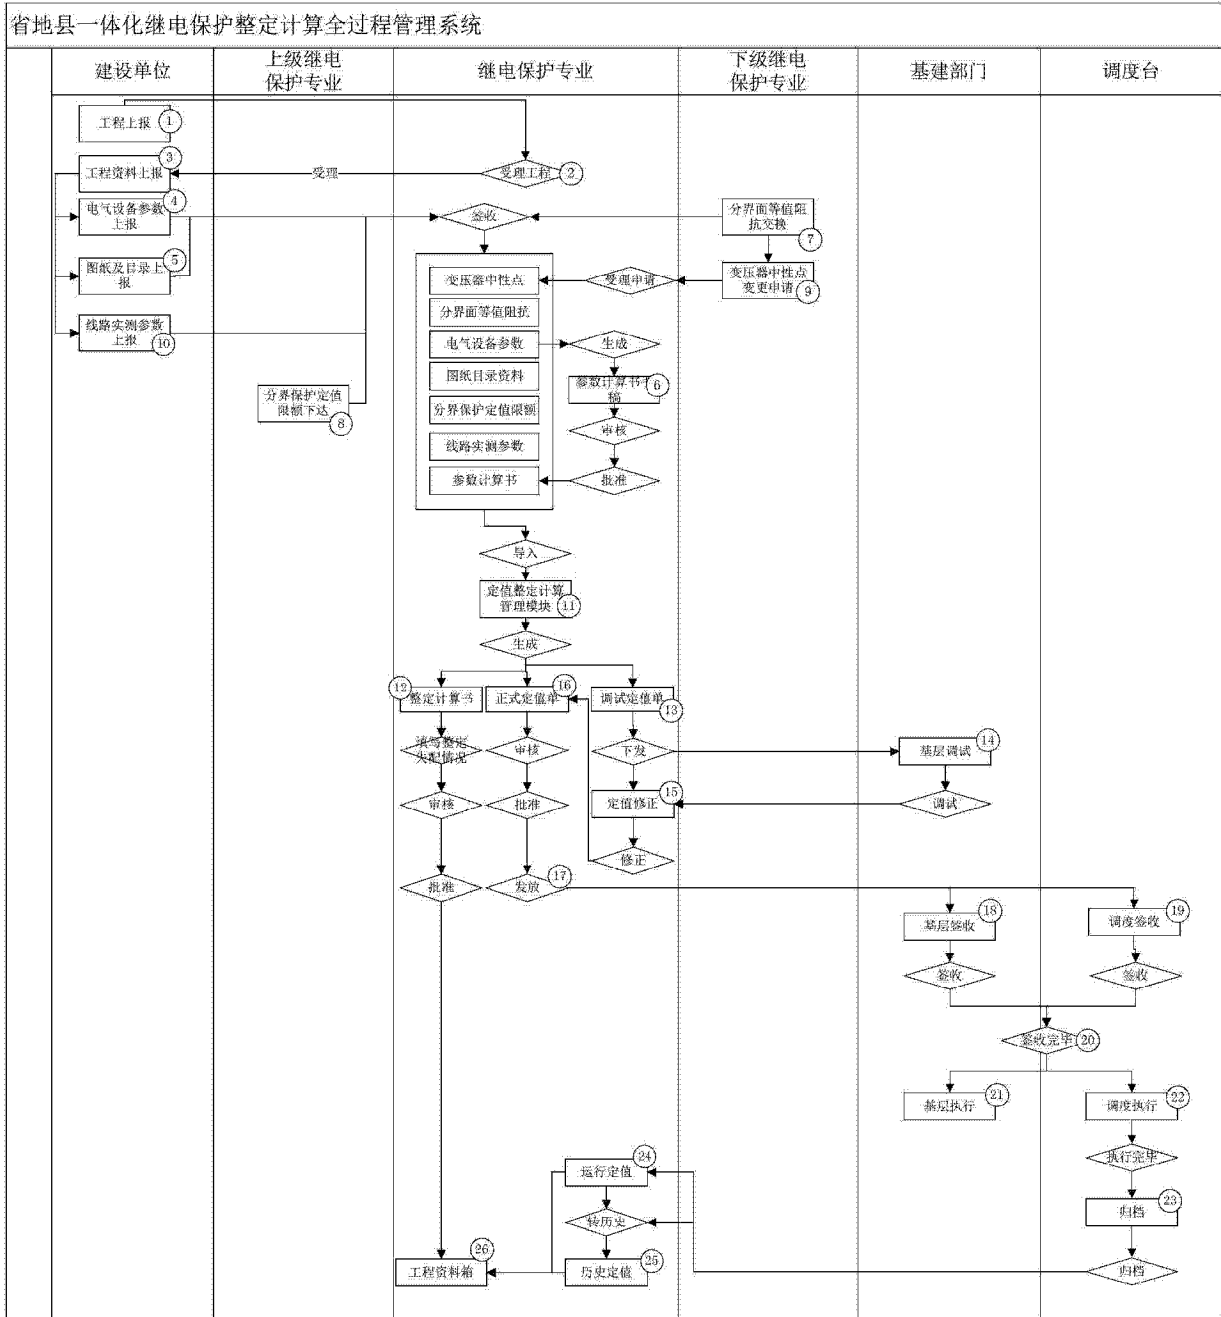 省地县一体化继电保护整定计算全过程管理系统
建设单位
上级继电
保护专业
继电保护专业
下级继电
保护专业
基建部门
调度台
工程上报
1
工程资料上报
3
受理
受理工程
2
电气设备参数
上报
4
签收
分界面等值阻
抗交换
7
图纸及目录上
报
5
变压器中性点
受理申请
变压器中性点
变更申请
9
分界面等值阻抗
线路实测参数
上报
10
电气设备参数
生成
图纸目录资料
参数计算书
稿
6
分界保护定值
限额下达
8
分界保护定值限额
审核
线路实测参数
参数计算书
批准
导入
定值整定计算
管理模块
11
生成
12
整定计算书
正式定值单
16
调试定值单
13
填写整定
失配情况
审核
下发
基层调试
14
审核
批准
定值修正
15
调试
修正
批准
发放
17
基层签收
18
调度签收
19
签收
签收
签收完毕
20
基层执行
21
调度执行
22
执行完毕
运行定值
24
转历史
归档
23
工程资料箱
26
历史定值
25
归档